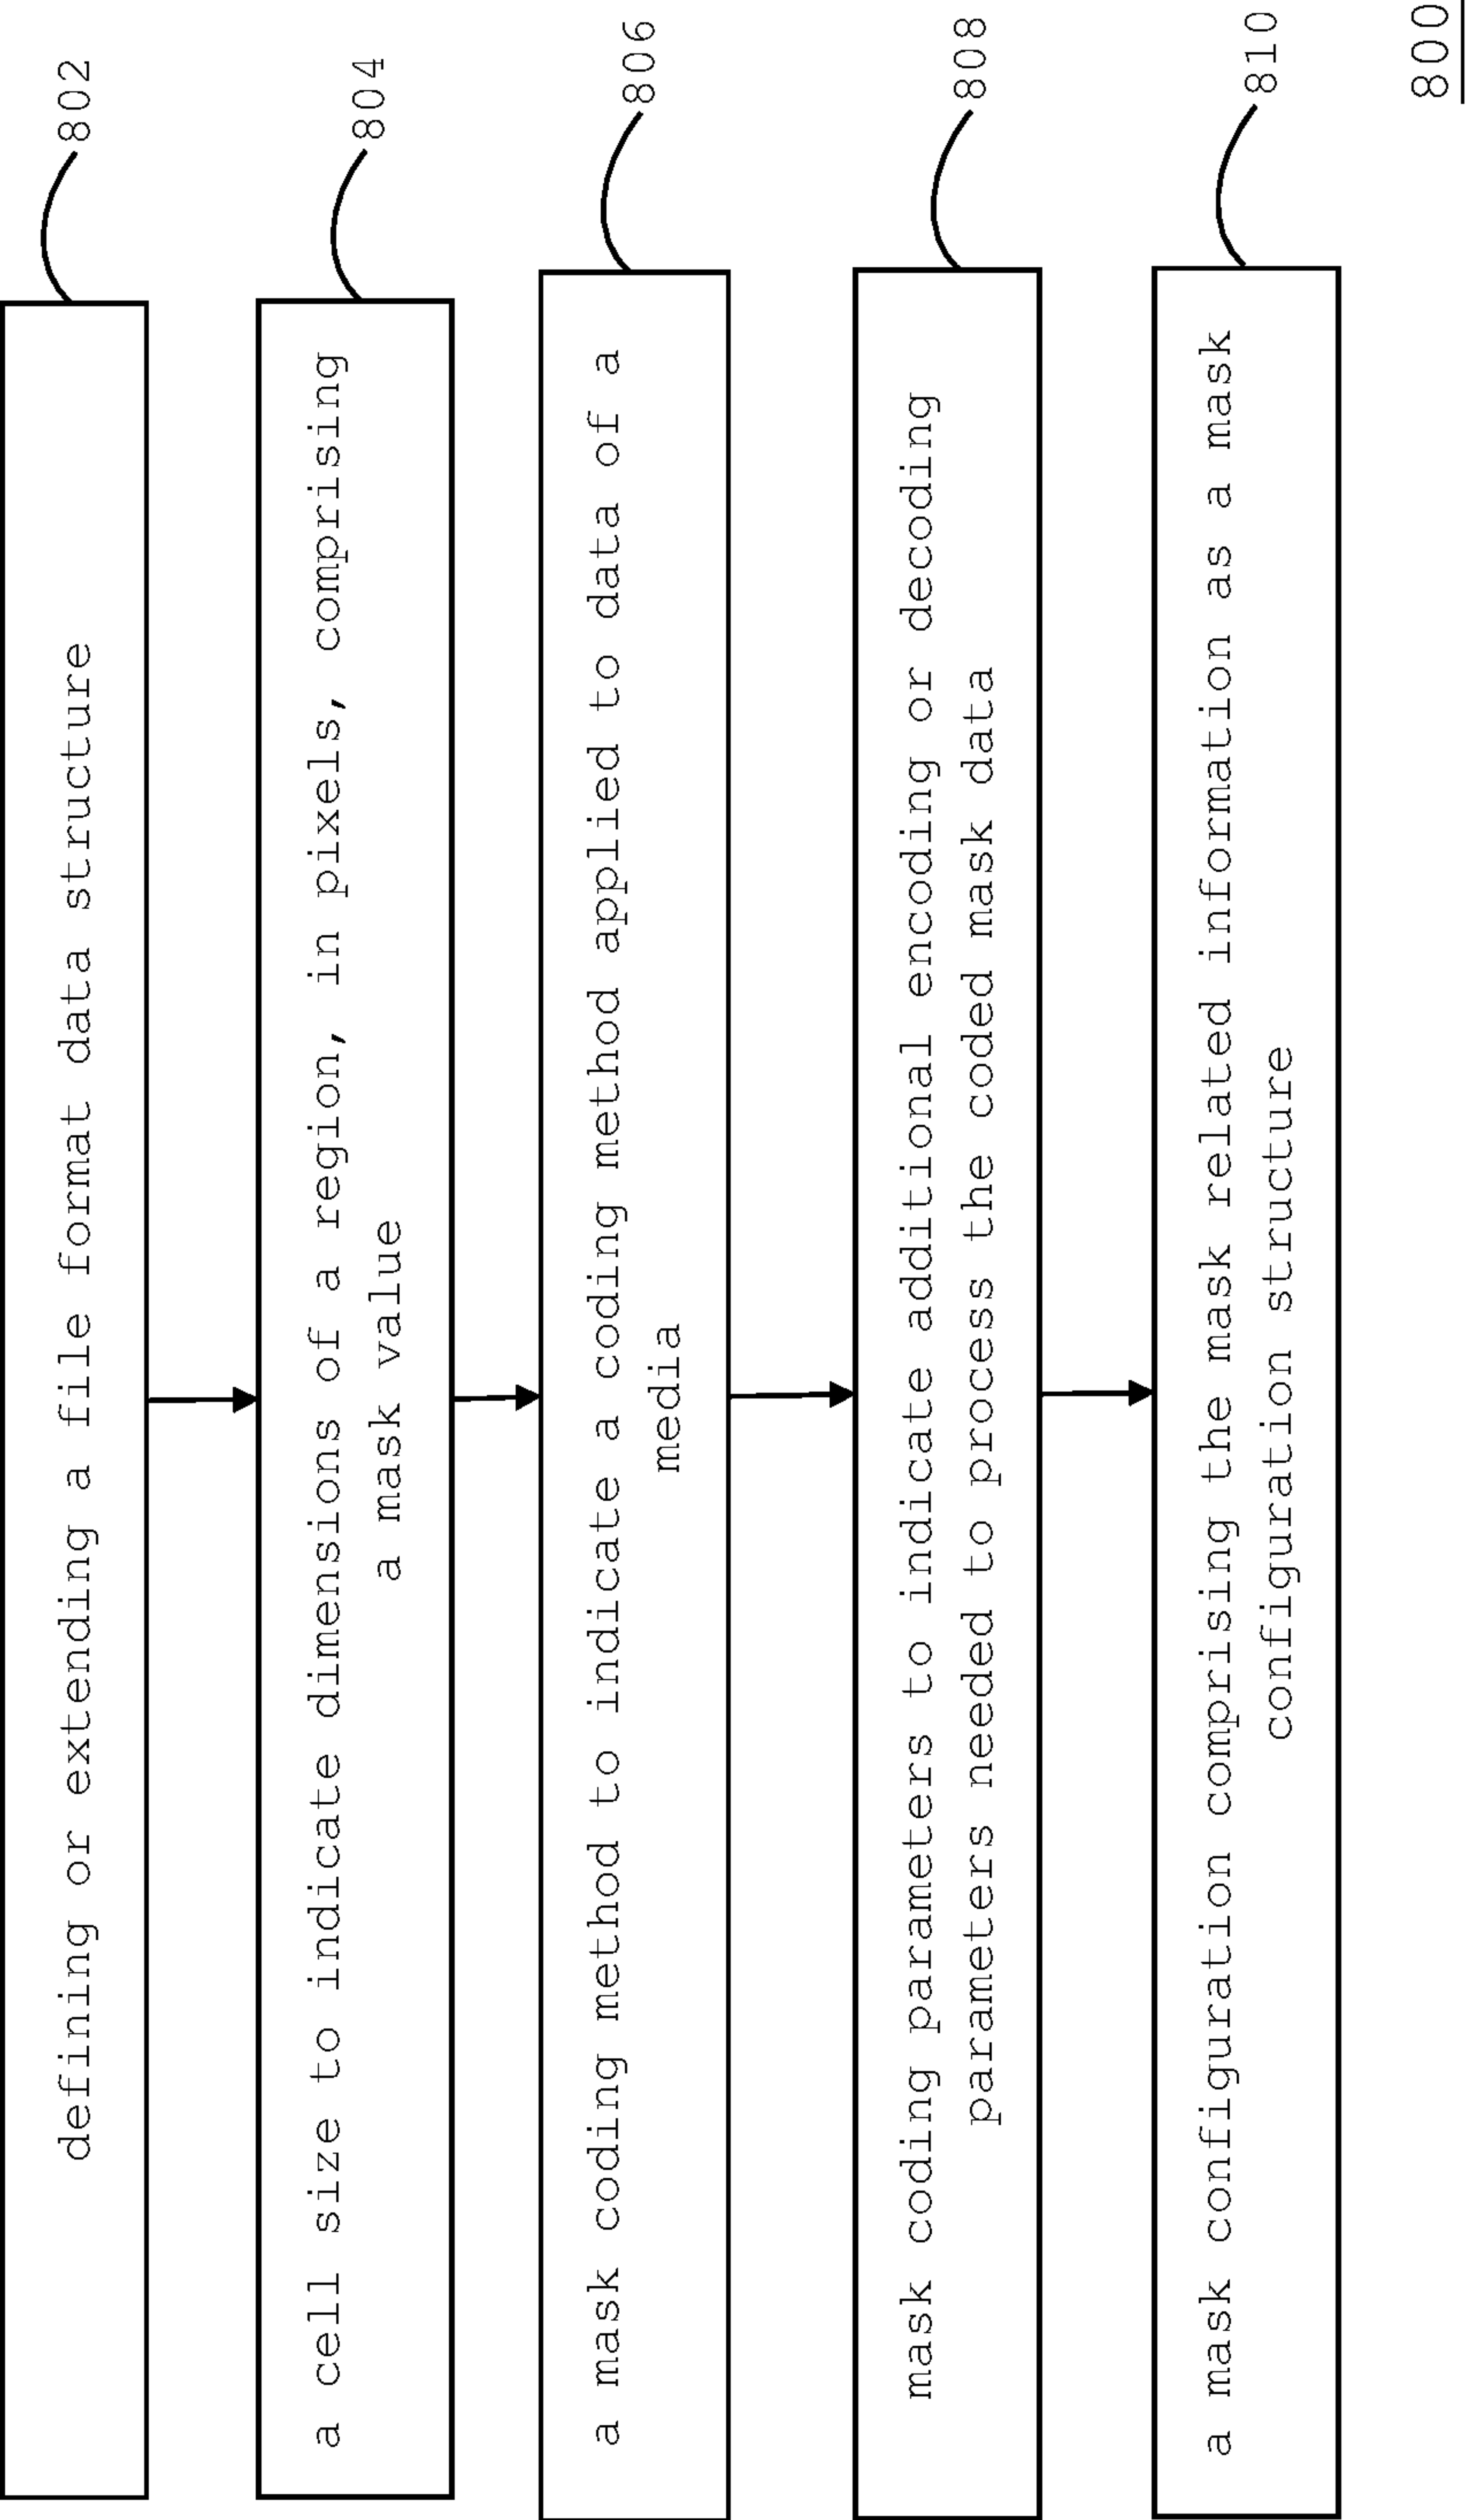 802
defining or extending a file format data structure
804
a cell size to indicate dimensions of a region, in pixels, comprising
a mask value
806
a mask coding method to indicate a coding method applied to data of a
media
808
mask coding parameters to indicate additional encoding or decoding
parameters needed to process the coded mask data
810
a mask configuration comprising the mask related information as a mask
configuration structure
800